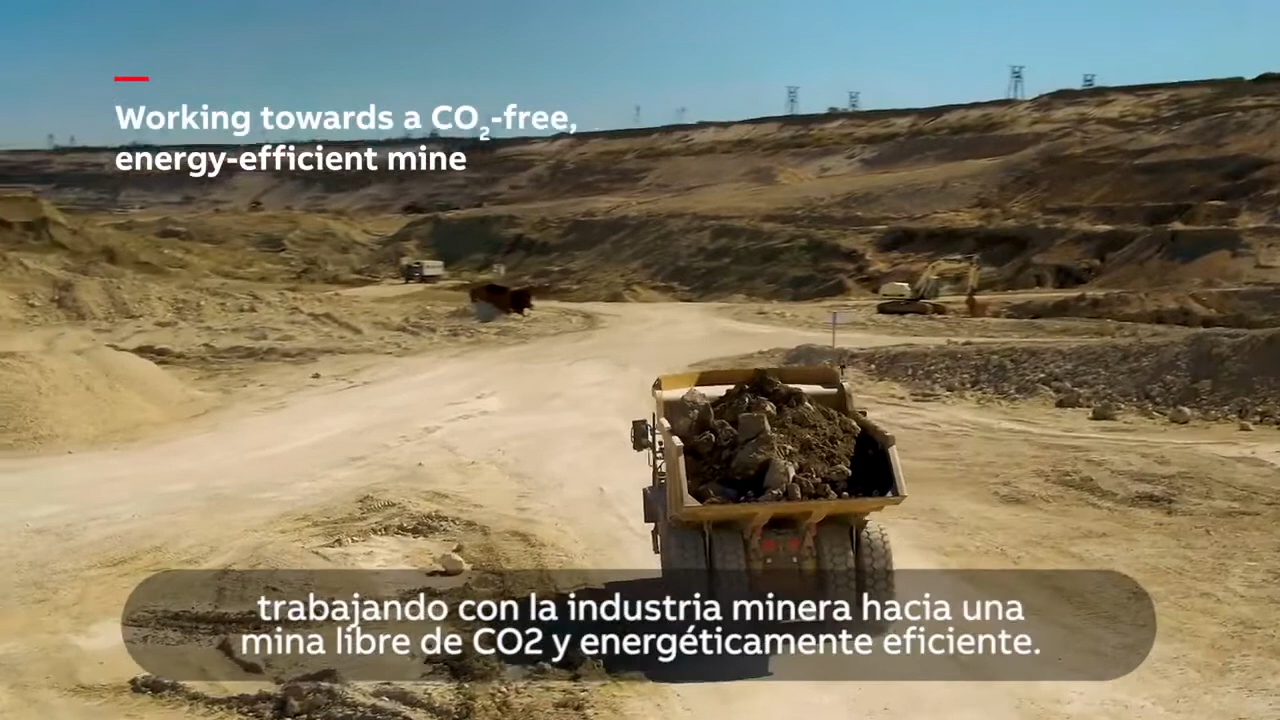 Working towards a CO₂-free,
energy-efficient mine
trabajando con la industria minera hacia una
mina libre de CO2 y energéticamente eficiente.